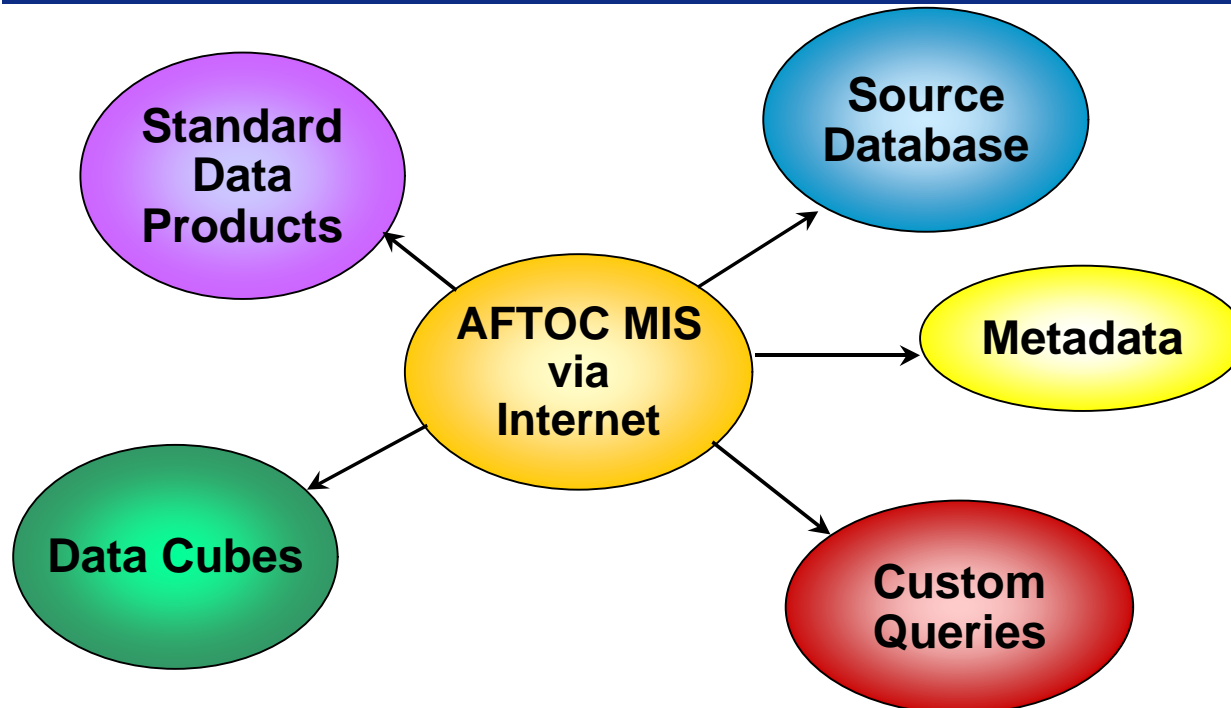 Standard
Data
Products
Source
Database
AFTOC MIS
via
Internet
Metadata
Data Cubes
Custom
Queries